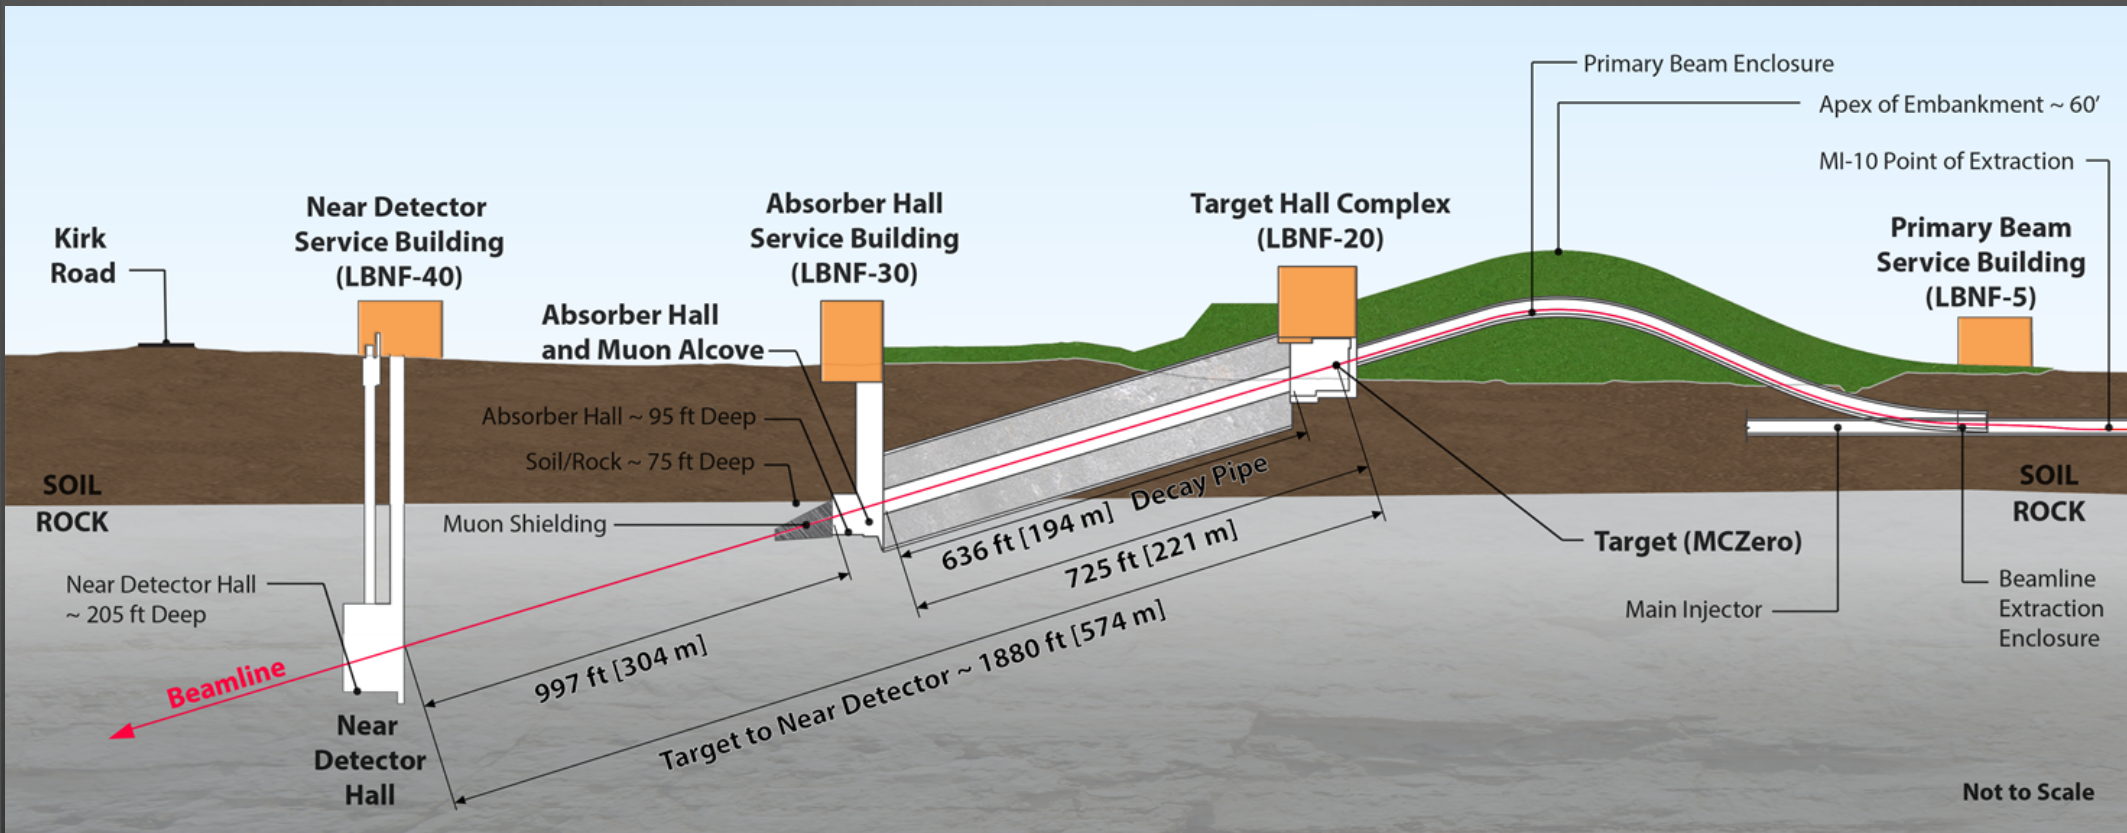 Primary Beam Enclosure
Apex of Embankment ~ 60’
MI-10 Point of Extraction
Kirk
Road
Near Detector
Service Building
(LBNF-40)
Absorber Hall
Service Building
(LBNF-30)
Target Hall Complex
(LBNF-20)
Primary Beam
Service Building
(LBNF-5)
Absorber Hall
and Muon Alcove
Absorber Hall ~ 95 ft Deep
Soil/Rock ~ 75 ft Deep
SOIL
ROCK
Muon Shielding
Near Detector Hall
~ 205 ft Deep
Beamline
Near
Detector
Hall
636 ft [194 m] Decay Pipe
725 ft [221 m]
997 ft [304 m]
Target to Near Detector ~ 1880 ft [574 m]
Target (MCZero)
Main Injector
SOIL
ROCK
Beamline
Extraction
Enclosure
Not to Scale